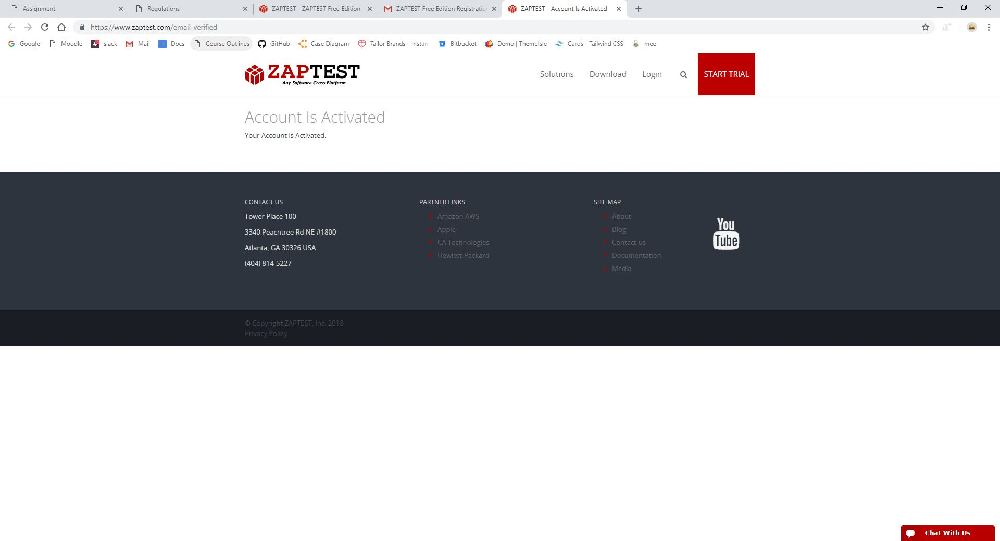 Assignment
Regulations
ZAPTEST - ZAPTEST Free Edition
ZAPTEST Free Edition Registratio
ZAPTEST - Account Is Activated
https://www.zaptest.com/email-verified
Google
Moodle
slack
Mail
Docs
Course Outlines
GitHub
Case Diagram
Tailor Brands - Instan
Bitbucket
Demo | ThemeIsle
Cards - Tailwind CSS
mee
ZAPTEST
Any Software Cross Platform
Solutions
Download
Login
START TRIAL
Account Is Activated
Your Account is Activated.
CONTACT US
Tower Place 100
3340 Peachtree Rd NE #1800
Atlanta, GA 30326 USA
(404) 814-5227
PARTNER LINKS
Amazon AWS
Apple
CA Technologies
Hewlett-Packard
SITE MAP
About
Blog
Contact-us
Documentation
Media
You
Tube
© Copyright ZAPTEST, Inc. 2018
Privacy Policy
Chat With Us